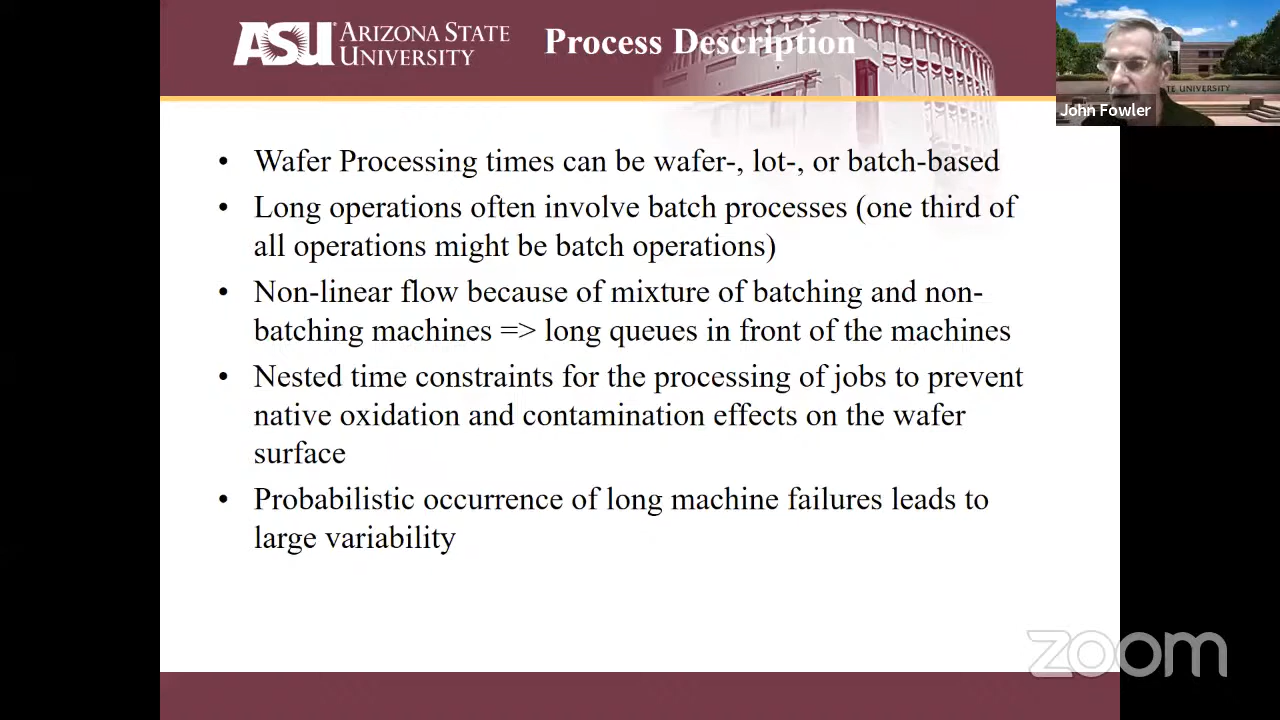 ASU ARIZONA STATE
UNIVERSITY
Process Description
John Fowler
• Wafer Processing times can be wafer-, lot-, or batch-based
• Long operations often involve batch processes (one third of
all operations might be batch operations)
• Non-linear flow because of mixture of batching and non-
batching machines => long queues in front of the machines
• Nested time constraints for the processing of jobs to prevent
native oxidation and contamination effects on the wafer
surface
• Probabilistic occurrence of long machine failures leads to
large variability
zoom